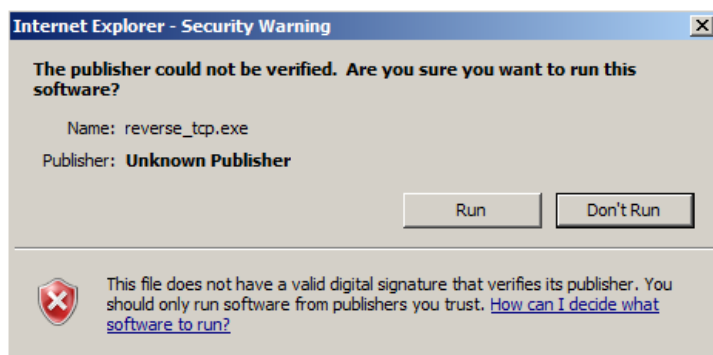 Internet Explorer - Security Warning
The publisher could not be verified. Are you sure you want to run this
software?
Name: reverse_tcp.exe
Publisher: Unknown Publisher
Run Don't Run
This file does not have a valid digital signature that verifies its publisher. You
should only run software from publishers you trust. How can I decide what
software to run?